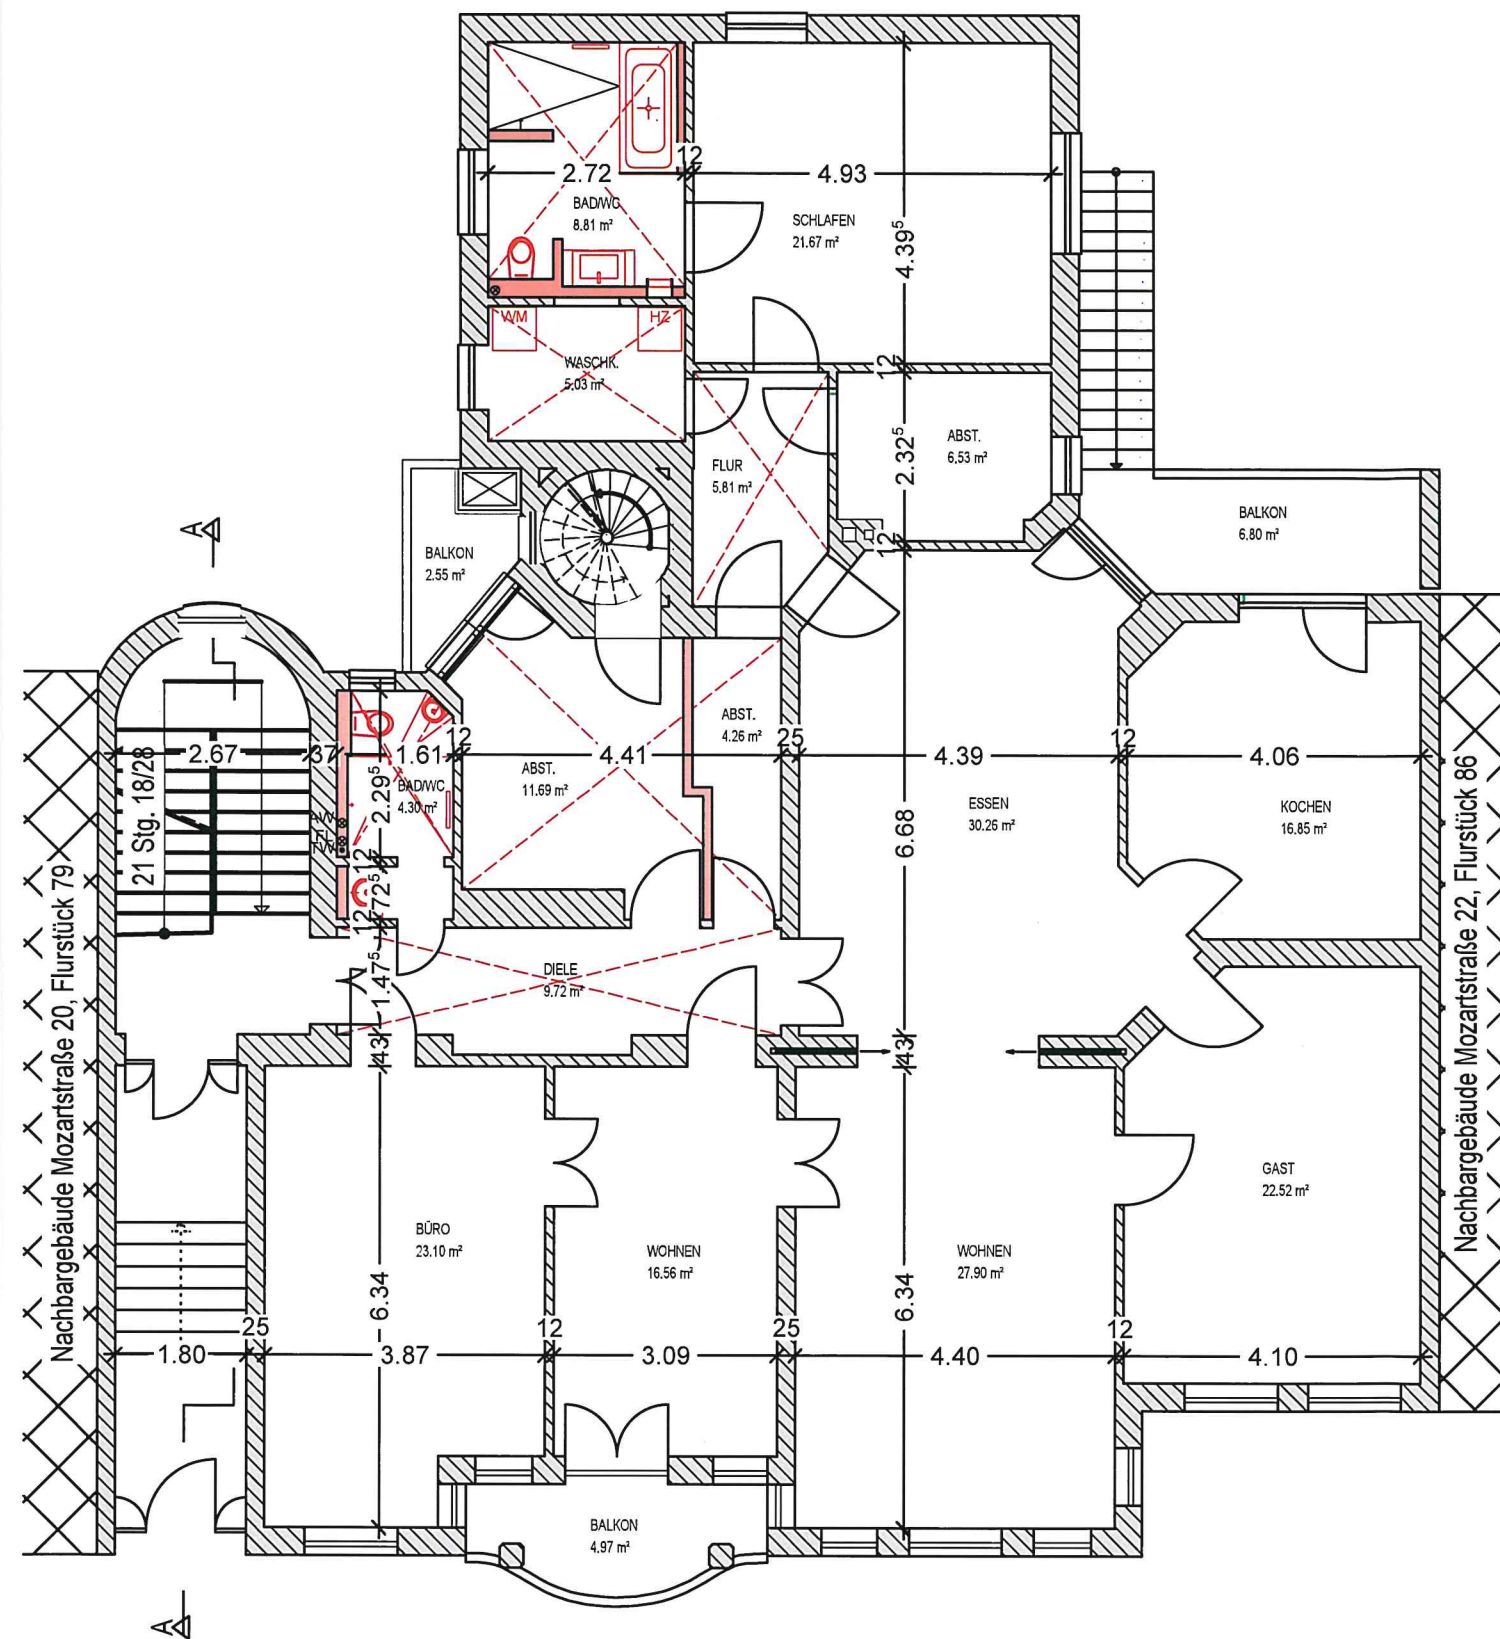 12
2.72
4.93
BAD/WC
8.81 m²
SCHLAFEN
21.67 m²
4.39⁵
WM
HZ
WASCHK.
5.03 m²
12
FLUR
5.81 m²
2.32⁵
ABST.
6,53 m²
12
BALKON
6.80 m²
BALKON
2.55 m²
A
2.67
37
1.61
12
4.41
ABST.
4.26 m²
25
4.39
12
4.06
21 Stg. 18/28
2.29⁵
BAD/WC
4.30 m²
ABST.
11.69 m²
6.68
ESSEN
30.26 m²
KOCHEN
16.85 m²
AW
FL
TW
12
72⁵
12
1.47⁵
DIELE
9.72 m²
43
43
Nachbargebäude Mozartstraße 20, Flurstück 79
Nachbargebäude Mozartstraße 22, Flurstück 86
GAST
22.52 m²
BÜRO
23.10 m²
WOHNEN
16.56 m²
WOHNEN
27.90 m²
6.34
6.34
25
12
25
12
1.80
3.87
3.09
4.40
4.10
BALKON
4.97 m²
A